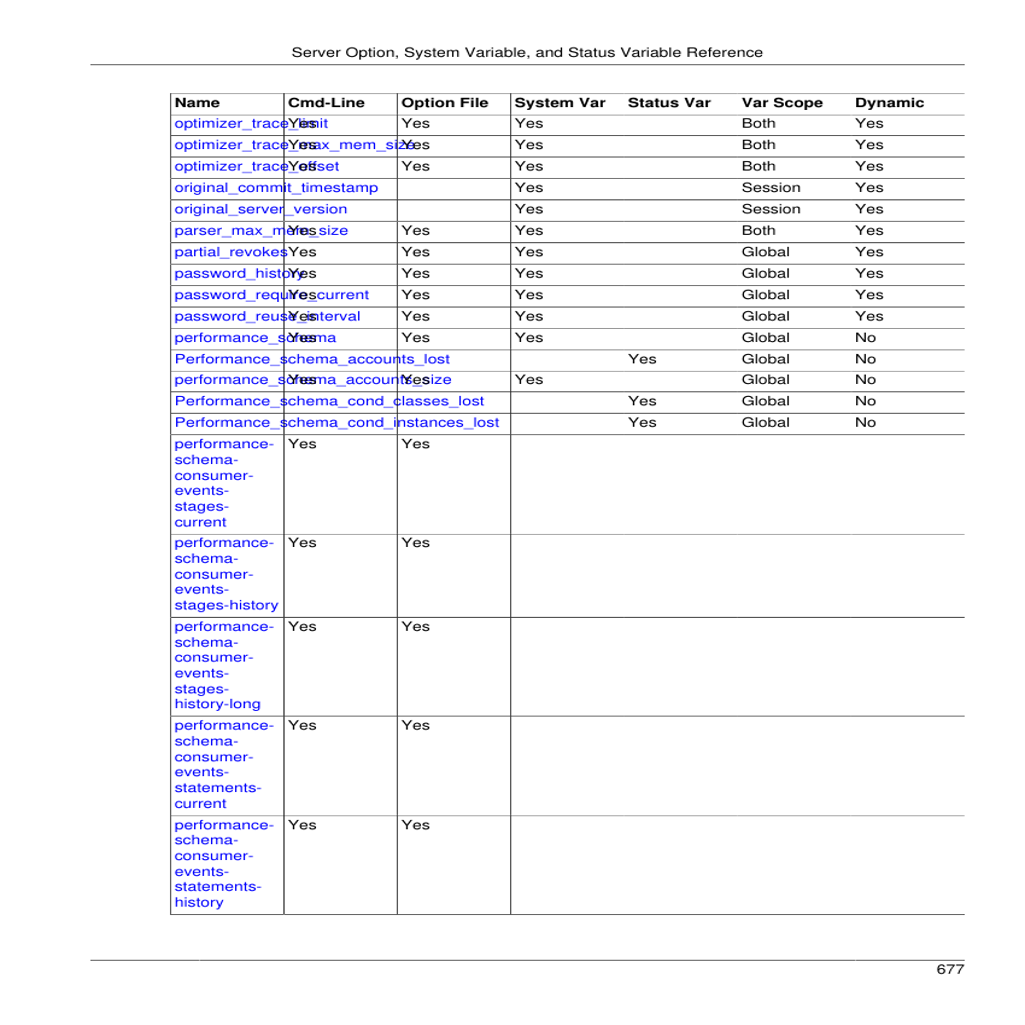 Server Option, System Variable, and Status Variable Reference
Name Cmd-Line Option File System Var Status Var Var Scope Dynamic
optimizer_trace_limit Yes Yes Yes Both Yes
optimizer_trace_max_mem_size Yes Yes Yes Both Yes
optimizer_trace_offset Yes Yes Yes Both Yes
original_commit_timestamp Yes Session Yes
original_server_version Yes Session Yes
parser_max_mem_size Yes Yes Yes Both Yes
partial_revokes Yes Yes Yes Global Yes
password_history Yes Yes Yes Global Yes
password_require_current Yes Yes Yes Global Yes
password_reuse_interval Yes Yes Yes Global Yes
performance_schema Yes Yes Yes Global No
Performance_schema_accounts_lost Yes Global No
performance_schema_accounts_size Yes Yes Yes Global No
Performance_schema_cond_classes_lost Yes Global No
Performance_schema_cond_instances_lost Yes Global No
performance- Yes Yes
schema-
consumer-
events-
stages-
current
performance- Yes Yes
schema-
consumer-
events-
stages-history
performance- Yes Yes
schema-
consumer-
events-
stages-
history-long
performance- Yes Yes
schema-
consumer-
events-
statements-
current
performance- Yes Yes
schema-
consumer-
events-
statements-
history
677